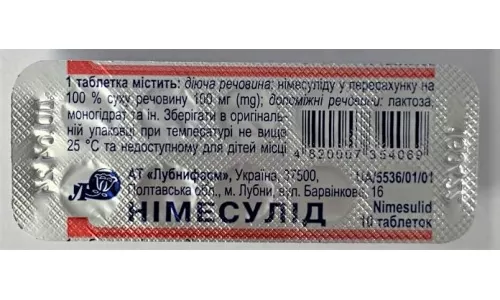 1 таблетка містить: діюча речовина: німесуліду у перерахунку на
100 % суху речовину 100 мг (mg); допоміжні речовини: лактоза,
моногідрат та ін. Зберігати в оригіналь-
ній упаковці при температурі не вище
25 °С та недоступному для дітей місці
4 820007 354069
АТ «Лубнифарм», Україна, 37500, UA/5536/01/01
Полтавська обл., м. Лубни, вул. Барвінкова, 16
НІМЕСУЛІД Nimesulid
10 таблеток